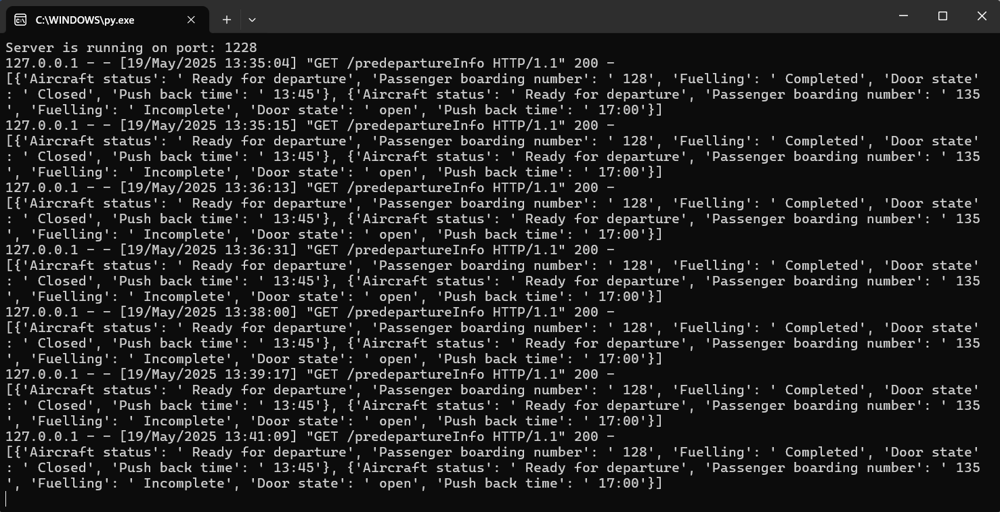 C:\WINDOWS\py.exe
Server is running on port: 1228
127.0.0.1 - - [19/May/2025 13:35:04] "GET /predepartureInfo HTTP/1.1" 200 -
[{'Aircraft status': ' Ready for departure', 'Passenger boarding number': ' 128', 'Fuelling': ' Completed', 'Door state'
: ' Closed', 'Push back time': ' 13:45'}, {'Aircraft status': ' Ready for departure', 'Passenger boarding number': ' 135
', 'Fuelling': ' Incomplete', 'Door state': ' open', 'Push back time': ' 17:00'}]
127.0.0.1 - - [19/May/2025 13:35:15] "GET /predepartureInfo HTTP/1.1" 200 -
[{'Aircraft status': ' Ready for departure', 'Passenger boarding number': ' 128', 'Fuelling': ' Completed', 'Door state'
: ' Closed', 'Push back time': ' 13:45'}, {'Aircraft status': ' Ready for departure', 'Passenger boarding number': ' 135
', 'Fuelling': ' Incomplete', 'Door state': ' open', 'Push back time': ' 17:00'}]
127.0.0.1 - - [19/May/2025 13:36:13] "GET /predepartureInfo HTTP/1.1" 200 -
[{'Aircraft status': ' Ready for departure', 'Passenger boarding number': ' 128', 'Fuelling': ' Completed', 'Door state'
: ' Closed', 'Push back time': ' 13:45'}, {'Aircraft status': ' Ready for departure', 'Passenger boarding number': ' 135
', 'Fuelling': ' Incomplete', 'Door state': ' open', 'Push back time': ' 17:00'}]
127.0.0.1 - - [19/May/2025 13:36:31] "GET /predepartureInfo HTTP/1.1" 200 -
[{'Aircraft status': ' Ready for departure', 'Passenger boarding number': ' 128', 'Fuelling': ' Completed', 'Door state'
: ' Closed', 'Push back time': ' 13:45'}, {'Aircraft status': ' Ready for departure', 'Passenger boarding number': ' 135
', 'Fuelling': ' Incomplete', 'Door state': ' open', 'Push back time': ' 17:00'}]
127.0.0.1 - - [19/May/2025 13:38:00] "GET /predepartureInfo HTTP/1.1" 200 -
[{'Aircraft status': ' Ready for departure', 'Passenger boarding number': ' 128', 'Fuelling': ' Completed', 'Door state'
: ' Closed', 'Push back time': ' 13:45'}, {'Aircraft status': ' Ready for departure', 'Passenger boarding number': ' 135
', 'Fuelling': ' Incomplete', 'Door state': ' open', 'Push back time': ' 17:00'}]
127.0.0.1 - - [19/May/2025 13:39:17] "GET /predepartureInfo HTTP/1.1" 200 -
[{'Aircraft status': ' Ready for departure', 'Passenger boarding number': ' 128', 'Fuelling': ' Completed', 'Door state'
: ' Closed', 'Push back time': ' 13:45'}, {'Aircraft status': ' Ready for departure', 'Passenger boarding number': ' 135
', 'Fuelling': ' Incomplete', 'Door state': ' open', 'Push back time': ' 17:00'}]
127.0.0.1 - - [19/May/2025 13:41:09] "GET /predepartureInfo HTTP/1.1" 200 -
[{'Aircraft status': ' Ready for departure', 'Passenger boarding number': ' 128', 'Fuelling': ' Completed', 'Door state'
: ' Closed', 'Push back time': ' 13:45'}, {'Aircraft status': ' Ready for departure', 'Passenger boarding number': ' 135
', 'Fuelling': ' Incomplete', 'Door state': ' open', 'Push back time': ' 17:00'}]